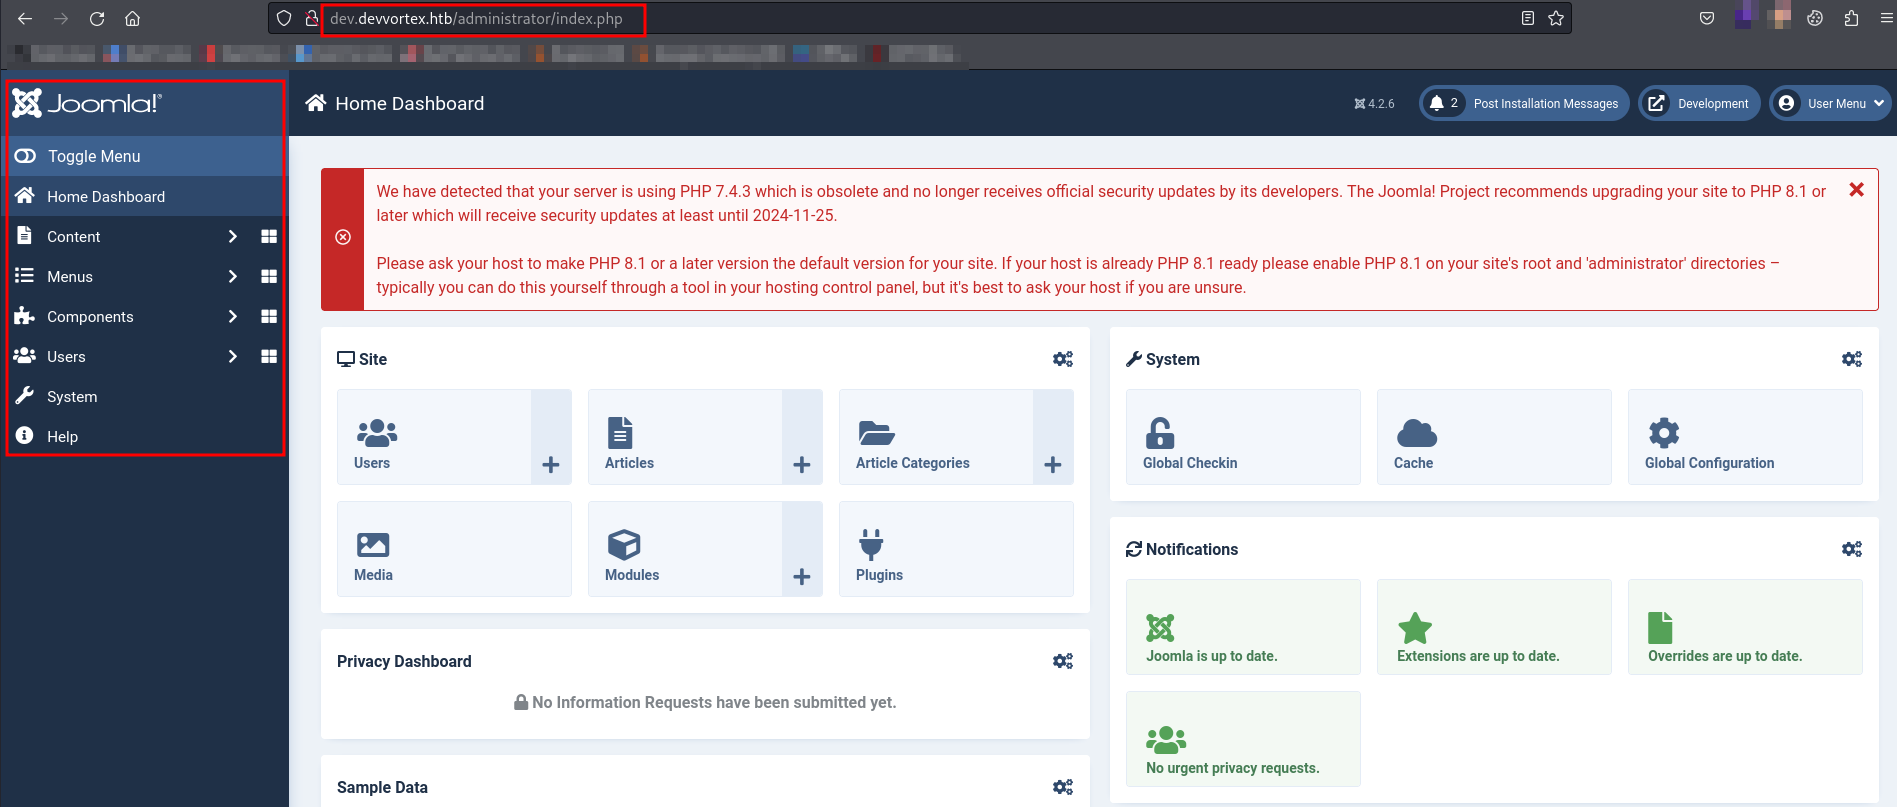 dev.devvortex.htb/administrator/index.php
Joomla!®
Home Dashboard
4.2.6
2 Post Installation Messages
Development
User Menu
Toggle Menu
Home Dashboard
Content
Menus
Components
Users
System
Help
We have detected that your server is using PHP 7.4.3 which is obsolete and no longer receives official security updates by its developers. The Joomla! Project recommends upgrading your site to PHP 8.1 or
later which will receive security updates at least until 2024-11-25.
Please ask your host to make PHP 8.1 or a later version the default version for your site. If your host is already PHP 8.1 ready please enable PHP 8.1 on your site's root and 'administrator' directories –
typically you can do this yourself through a tool in your hosting control panel, but it's best to ask your host if you are unsure.
Site
Users
Articles
Article Categories
Media
Modules
Plugins
Privacy Dashboard
No Information Requests have been submitted yet.
Sample Data
System
Global Checkin
Cache
Global Configuration
Notifications
Joomla is up to date.
Extensions are up to date.
Overrides are up to date.
No urgent privacy requests.